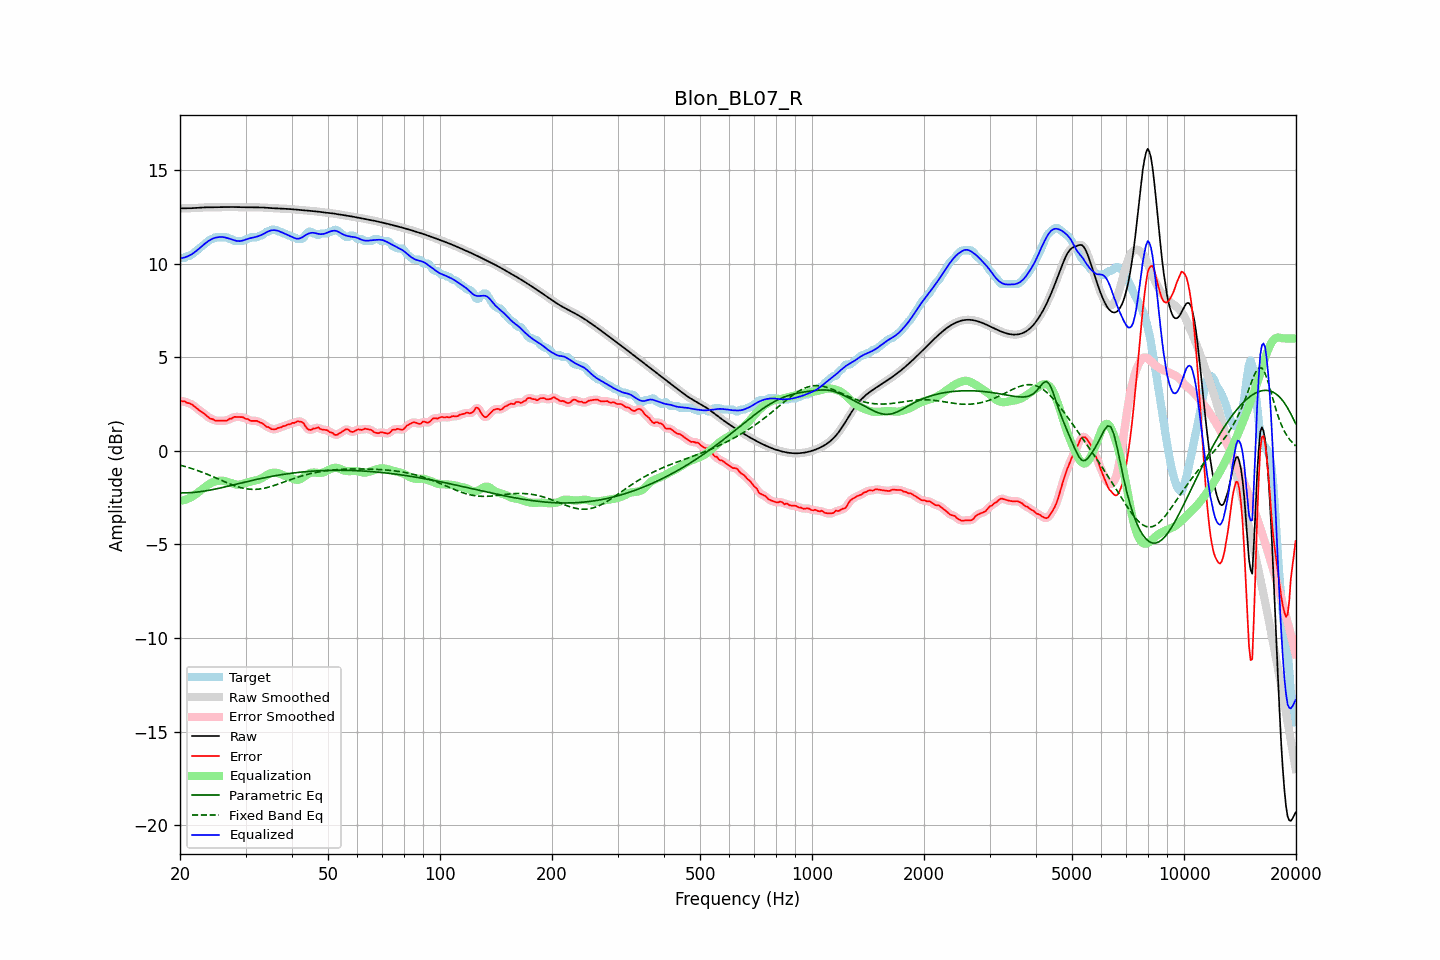 Blon_BL07_R
Amplitude (dBr)
15
10
5
0
−5
−10
−15
−20
Target
Raw Smoothed
Error Smoothed
Raw
Error
Equalization
Parametric Eq
Fixed Band Eq
Equalized
20 50 100 200 500 1000 2000 5000 10000 20000
Frequency (Hz)